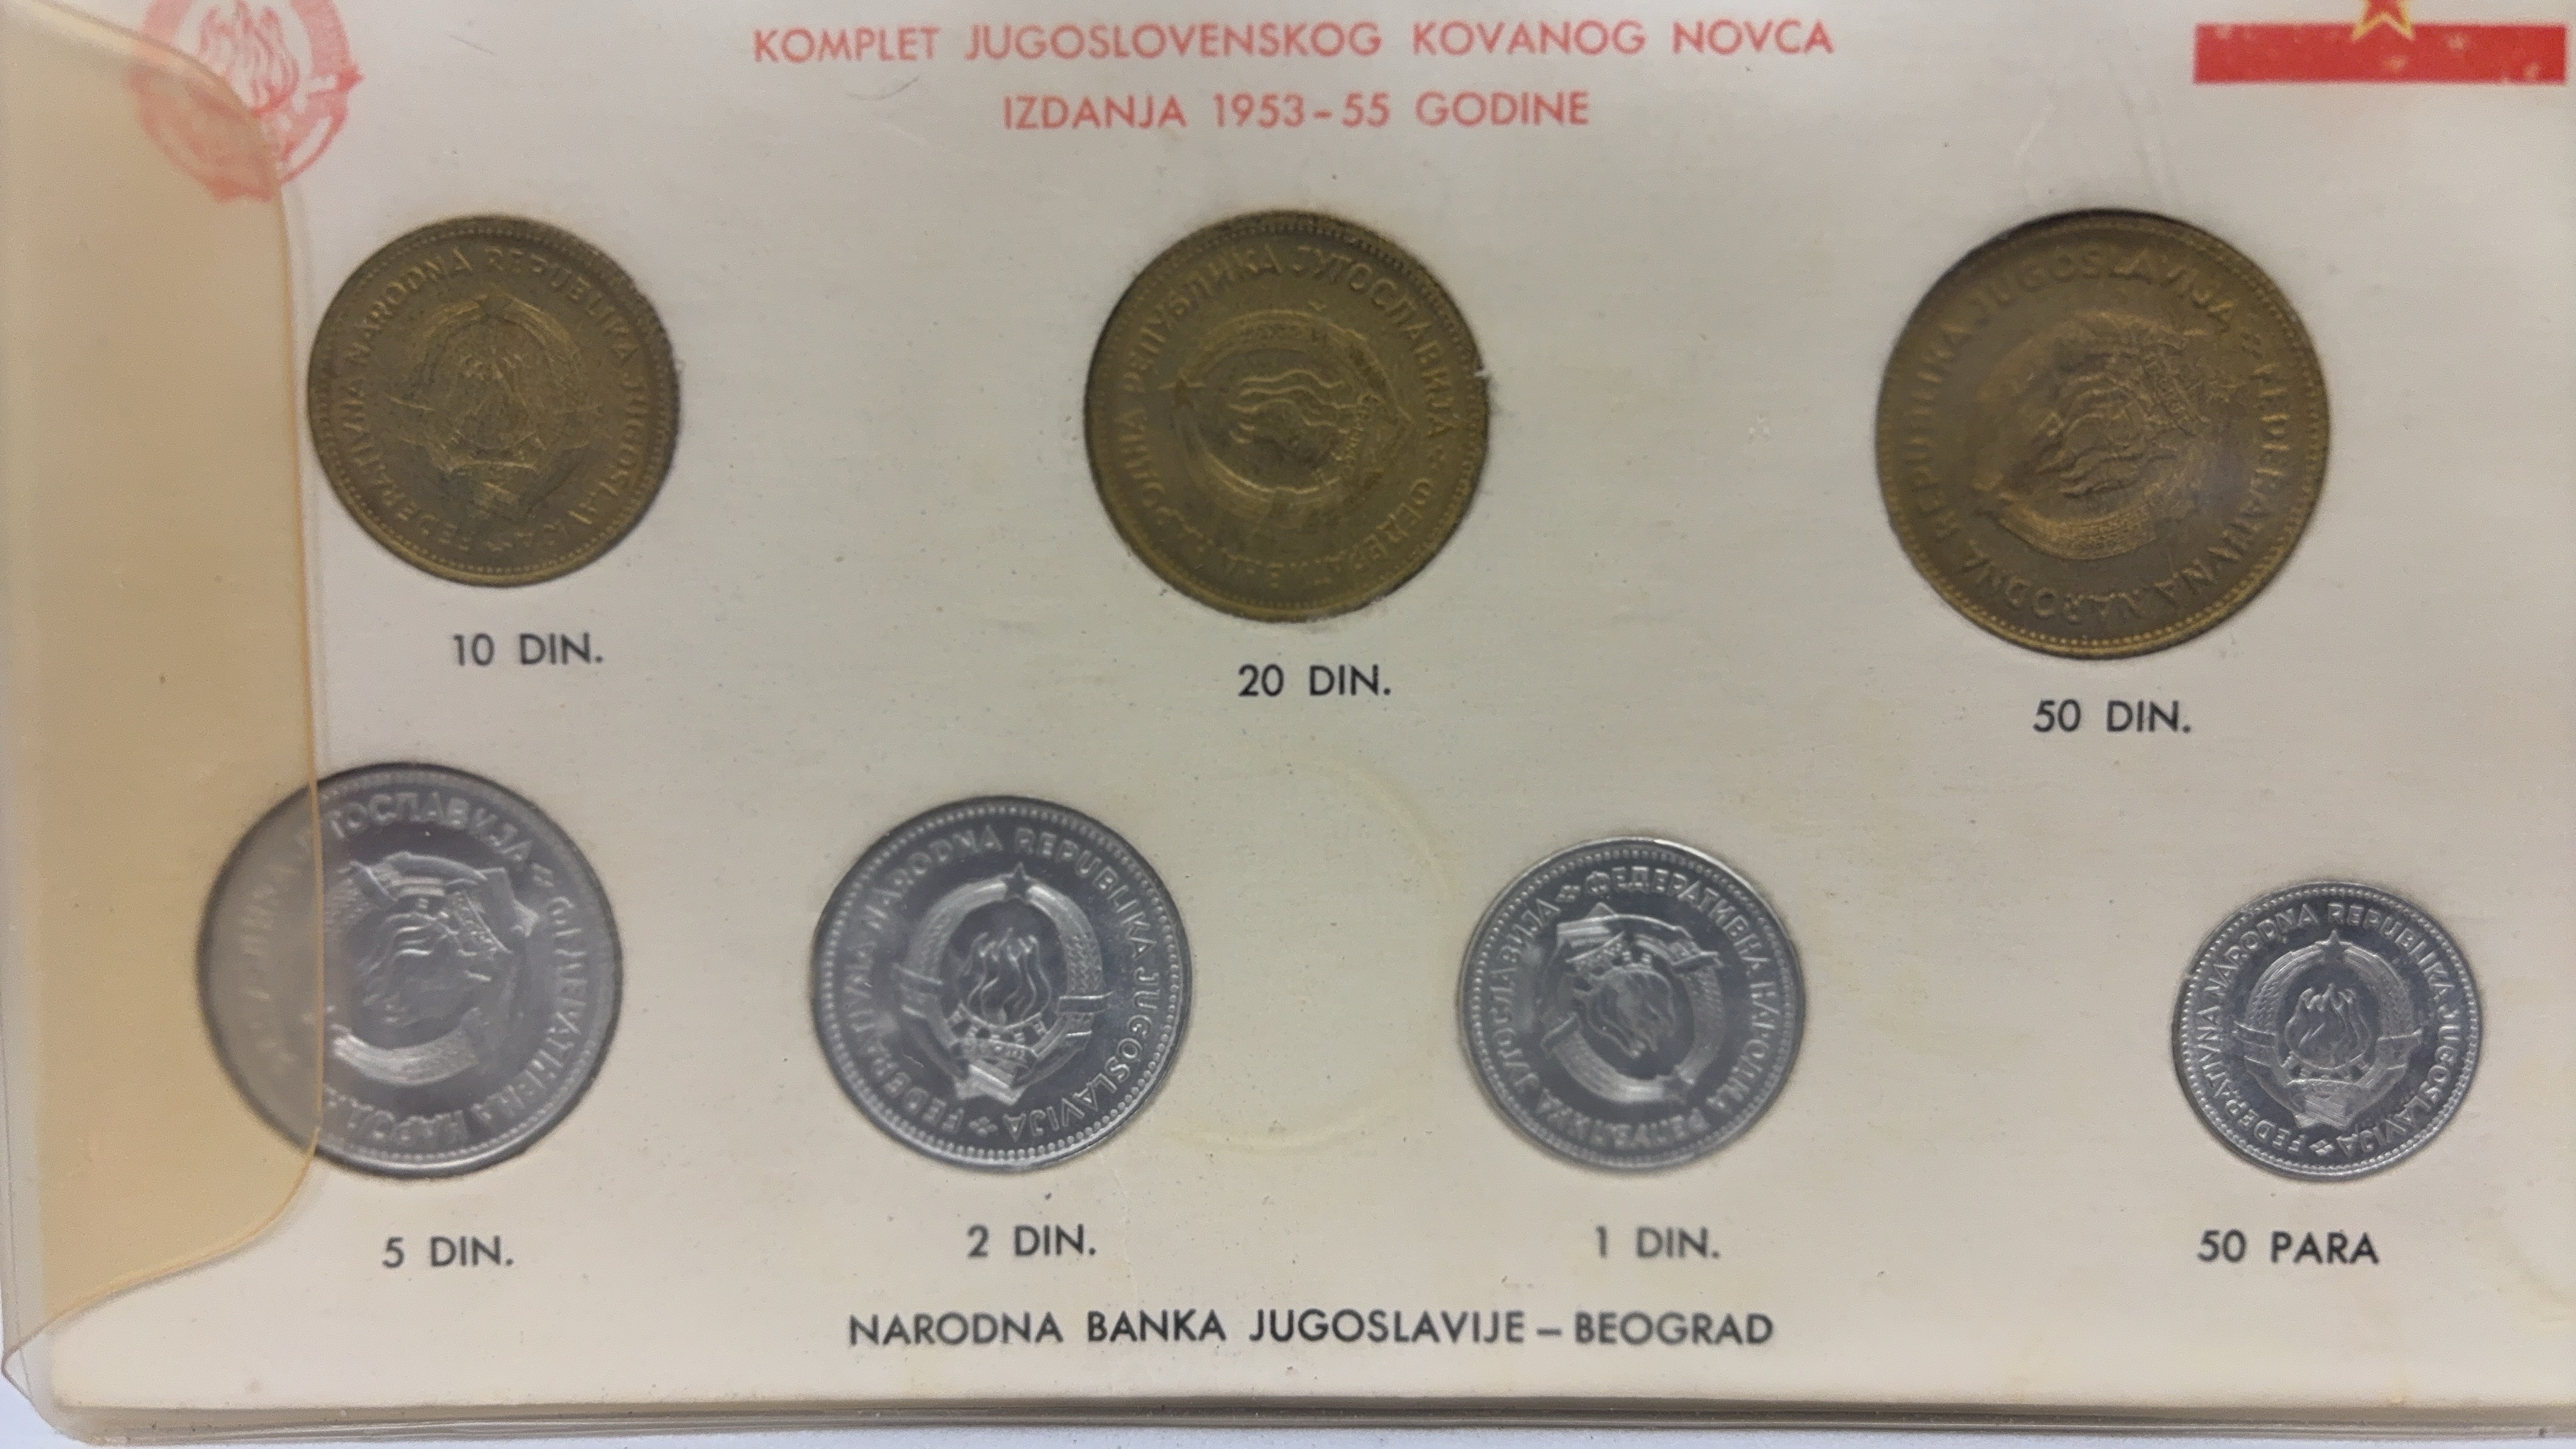 KOMPLET JUGOSLOVENSKOG KOVANOG NOVCA
IZDANJA 1953-55 GODINE
FEDERATIVNA NARODNA REPUBLIKA JUGOSLAVIJA
ФЕДЕРАТИВНА НАРОДНА РЕПУБЛИКА ЈУГОСЛАВИЈА
FEDERATIVNA NARODNA REPUBLIKA JUGOSLAVIJA
10 DIN.
20 DIN.
50 DIN.
ФЕДЕРАТИВНА НАРОДНА РЕПУБЛИКА ЈУГОСЛАВИЈА
FEDERATIVNA NARODNA REPUBLIKA JUGOSLAVIJA
ФЕДЕРАТИВНА НАРОДНА РЕПУБЛИКА ЈУГОСЛАВИЈА
FEDERATIVNA NARODNA REPUBLIKA JUGOSLAVIJA
5 DIN.
2 DIN.
1 DIN.
50 PARA
NARODNA BANKA JUGOSLAVIJE – BEOGRAD